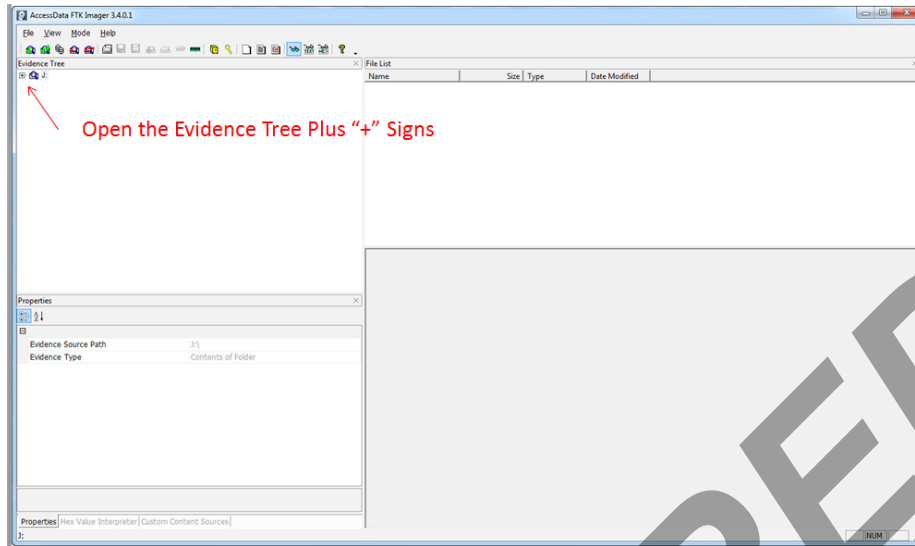 AccessData FTK Imager 3.4.0.1
File View Mode Help
Evidence Tree
File List
Name Size Type Date Modified
J:
Open the Evidence Tree Plus “+” Signs
Properties
Evidence Source Path J:\
Evidence Type Contents of Folder
Properties Hex Value Interpreter Custom Content Sources
J:
NUM